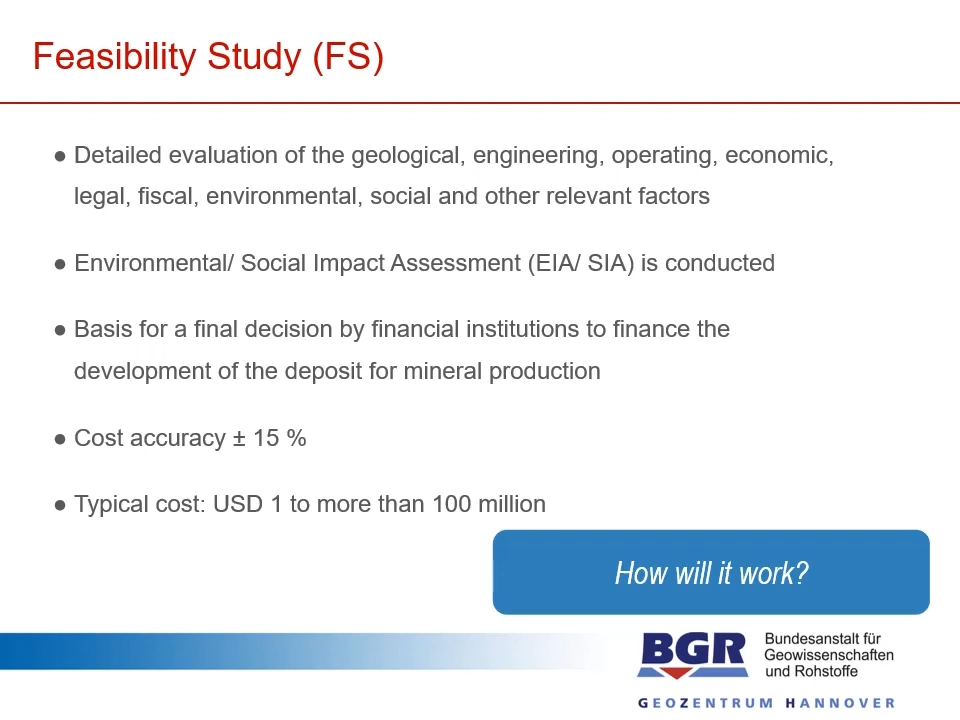 Feasibility Study (FS)
● Detailed evaluation of the geological, engineering, operating, economic,
legal, fiscal, environmental, social and other relevant factors
● Environmental/ Social Impact Assessment (EIA/ SIA) is conducted
● Basis for a final decision by financial institutions to finance the
development of the deposit for mineral production
● Cost accuracy ± 15 %
● Typical cost: USD 1 to more than 100 million
How will it work?
BGR
Bundesanstalt für
Geowissenschaften
und Rohstoffe
GEOZENTRUM HANNOVER